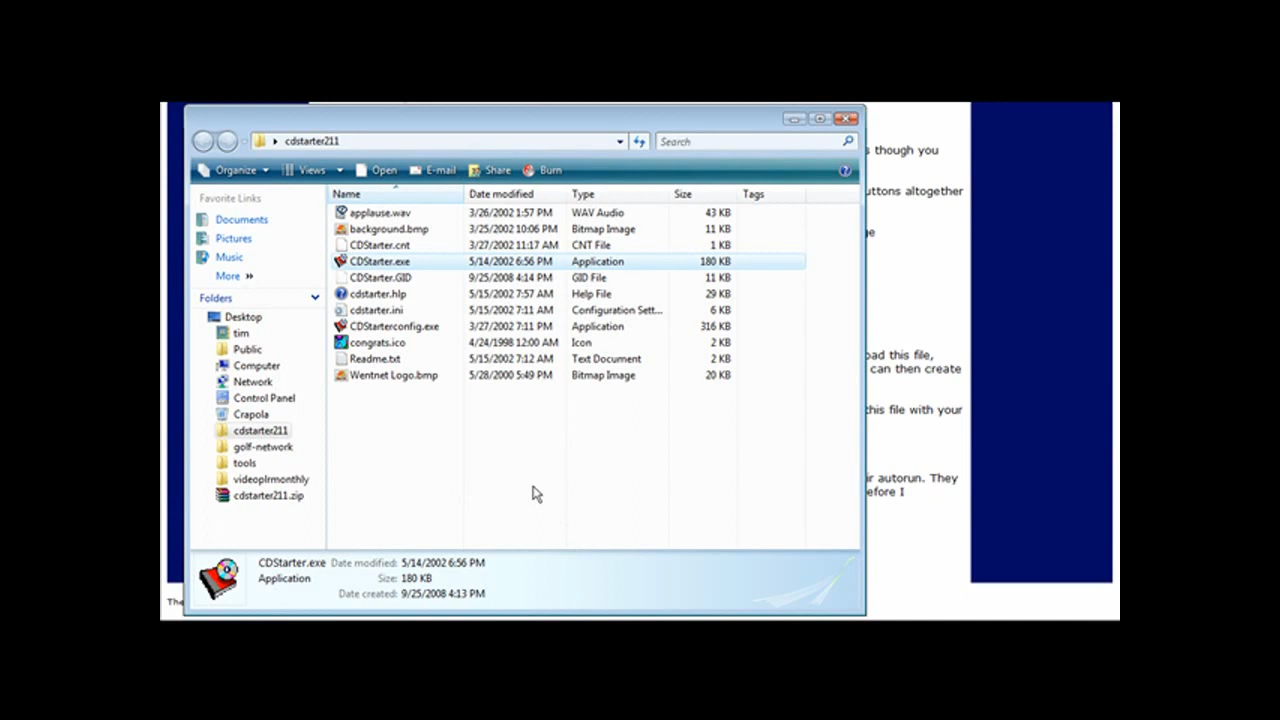 cdstarter211
Search
Organize Views Open E-mail Share Burn
Favorite Links
Documents
Pictures
Music
More »
Folders
Desktop
tim
Public
Computer
Network
Control Panel
Crapola
cdstarter211
golf-network
tools
videoplrmonthly
cdstarter211.zip
Name Date modified Type Size Tags
applause.wav 3/26/2002 1:57 PM WAV Audio 43 KB
background.bmp 3/25/2002 10:06 PM Bitmap Image 11 KB
CDStarter.cnt 3/27/2002 11:17 AM CNT File 1 KB
CDStarter.exe 5/14/2002 6:56 PM Application 180 KB
CDStarter.GID 9/25/2008 4:14 PM GID File 11 KB
cdstarter.hlp 5/15/2002 7:57 AM Help File 29 KB
cdstarter.ini 5/15/2002 7:11 AM Configuration Sett... 6 KB
CDStarterconfig.exe 3/27/2002 7:11 PM Application 316 KB
congrats.ico 4/24/1998 12:00 AM Icon 2 KB
Readme.txt 5/15/2002 7:12 AM Text Document 2 KB
Wentnet Logo.bmp 5/28/2000 5:49 PM Bitmap Image 20 KB
CDStarter.exe Date modified: 5/14/2002 6:56 PM
Application Size: 180 KB
Date created: 9/25/2008 4:13 PM
s though you
uttons altogether
ge
oad this file,
can then create
this file with your
ir autorun. They
efore I
The